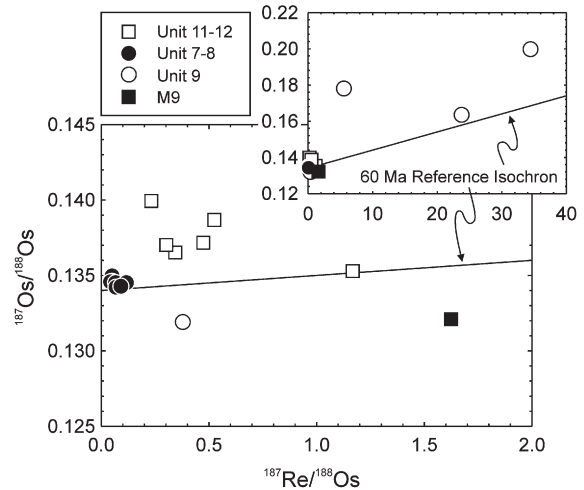 Unit 11-12
Unit 7-8
Unit 9
M9
0.22
0.20
0.18
0.16
0.14
0.12
0 10 20 30 40
60 Ma Reference Isochron
0.145
0.140
0.135
0.130
0.125
0.0 0.5 1.0 1.5 2.0
¹⁸⁷Os/¹⁸⁸Os
¹⁸⁷Re/¹⁸⁸Os